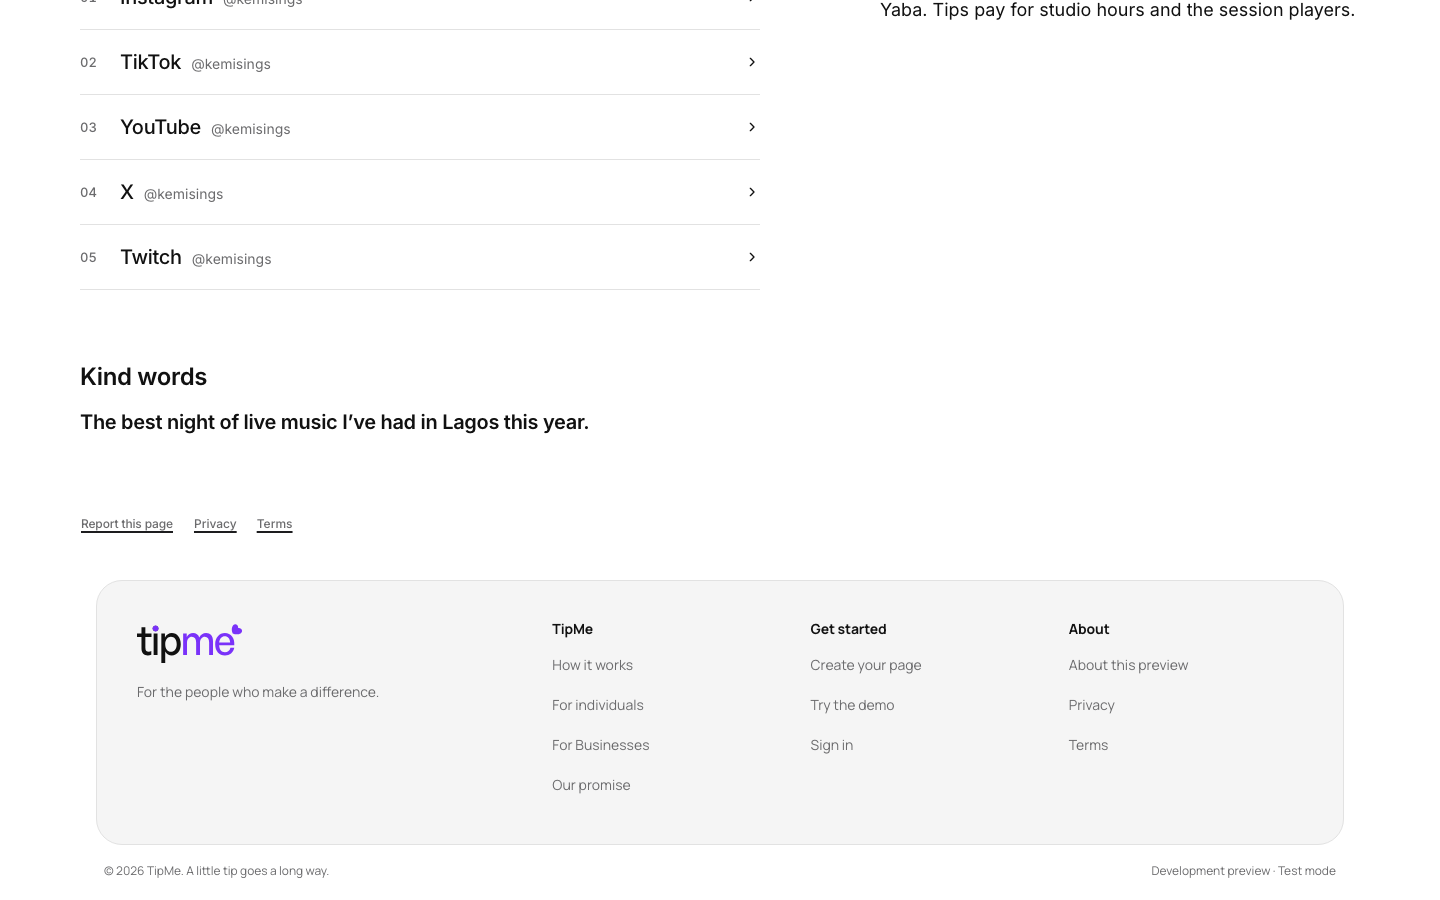 01 Instagram @kemisings
Yaba. Tips pay for studio hours and the session players.
02 TikTok @kemisings
03 YouTube @kemisings
04 X @kemisings
05 Twitch @kemisings
Kind words
The best night of live music I’ve had in Lagos this year.
Report this page Privacy Terms
tipme
For the people who make a difference.
TipMe
How it works
For individuals
For Businesses
Our promise
Get started
Create your page
Try the demo
Sign in
About
About this preview
Privacy
Terms
© 2026 TipMe. A little tip goes a long way.
Development preview · Test mode